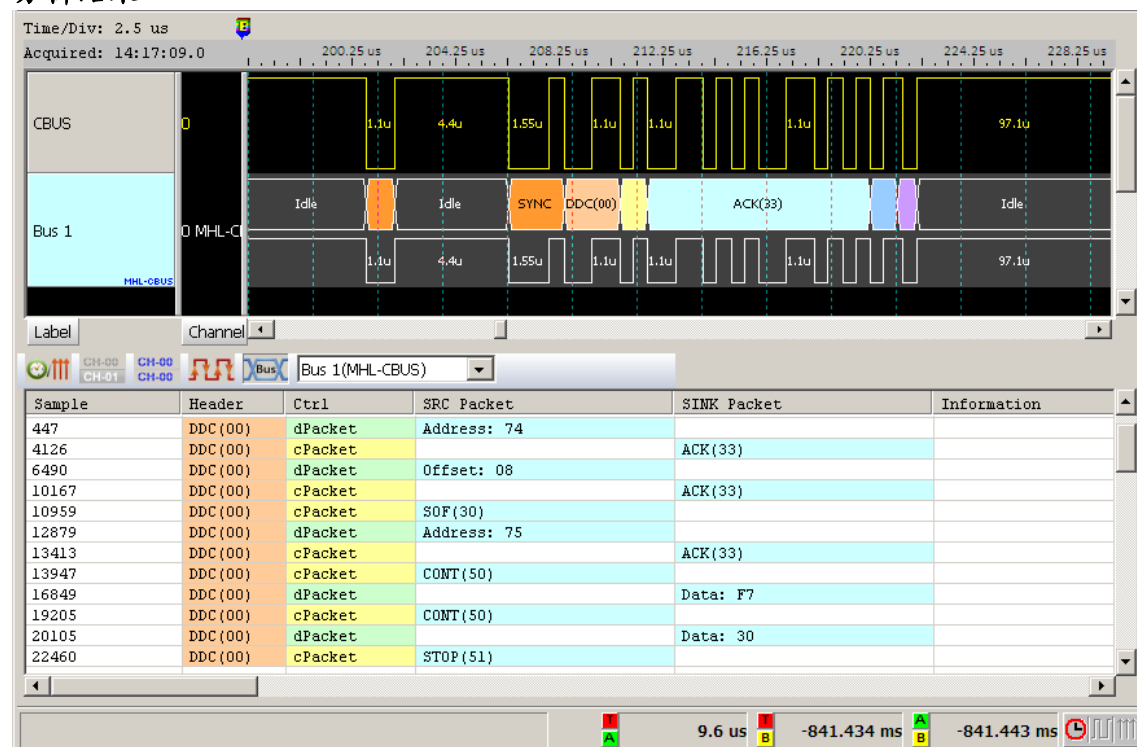 Time/Div: 2.5 us
Acquired: 14:17:09.0
200.25 us 204.25 us 208.25 us 212.25 us 216.25 us 220.25 us 224.25 us 228.25 us
CBUS 0 1.1u 4.4u 1.55u 1.1u 1.1u 1.1u 97.1u
Idle Idle SYNC DDC(00) ACK(33) Idle
Bus 1 0 MHL-C
1.1u 4.4u 1.55u 1.1u 1.1u 1.1u 97.1u
MHL-CBUS
Label Channel
CH-00 CH-01 CH-00 CH-00 Bus Bus 1(MHL-CBUS)
Sample Header Ctrl SRC Packet SINK Packet Information
447 DDC(00) dPacket Address: 74
4126 DDC(00) cPacket ACK(33)
6490 DDC(00) dPacket Offset: 08
10167 DDC(00) cPacket ACK(33)
10959 DDC(00) cPacket SOF(30)
12879 DDC(00) dPacket Address: 75
13413 DDC(00) cPacket ACK(33)
13947 DDC(00) cPacket CONT(50)
16849 DDC(00) dPacket Data: F7
19205 DDC(00) cPacket CONT(50)
20105 DDC(00) dPacket Data: 30
22460 DDC(00) cPacket STOP(51)
T A 9.6 us T B -841.434 ms A B -841.443 ms